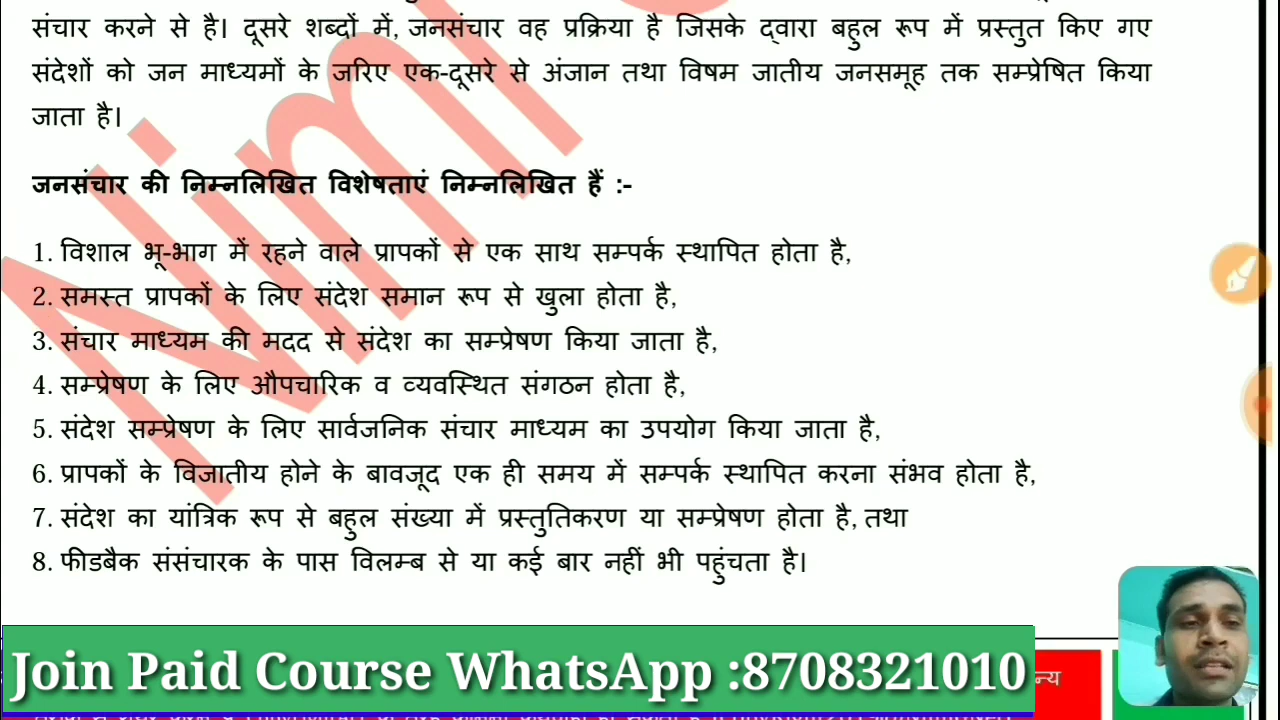 संचार करने से है। दूसरे शब्दों में, जनसंचार वह प्रक्रिया है जिसके द्वारा बहुल रूप में प्रस्तुत किए गए
संदेशों को जन माध्यमों के जरिए एक-दूसरे से अंजान तथा विषम जातीय जनसमूह तक सम्प्रेषित किया
जाता है।
जनसंचार की निम्नलिखित विशेषताएं निम्नलिखित हैं :-
1. विशाल भू-भाग में रहने वाले प्रापकों से एक साथ सम्पर्क स्थापित होता है,
2. समस्त प्रापकों के लिए संदेश समान रूप से खुला होता है,
3. संचार माध्यम की मदद से संदेश का सम्प्रेषण किया जाता है,
4. सम्प्रेषण के लिए औपचारिक व व्यवस्थित संगठन होता है,
5. संदेश सम्प्रेषण के लिए सार्वजनिक संचार माध्यम का उपयोग किया जाता है,
6. प्रापकों के विजातीय होने के बावजूद एक ही समय में सम्पर्क स्थापित करना संभव होता है,
7. संदेश का यांत्रिक रूप से बहुल संख्या में प्रस्तुतिकरण या सम्प्रेषण होता है, तथा
8. फीडबैक संसंचारक के पास विलम्ब से या कई बार नहीं भी पहुंचता है।
Join Paid Course WhatsApp :8708321010